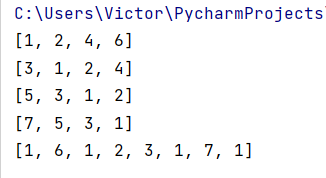 C:\Users\Victor\PycharmProjects
[1, 2, 4, 6]
[3, 1, 2, 4]
[5, 3, 1, 2]
[7, 5, 3, 1]
[1, 6, 1, 2, 3, 1, 7, 1]